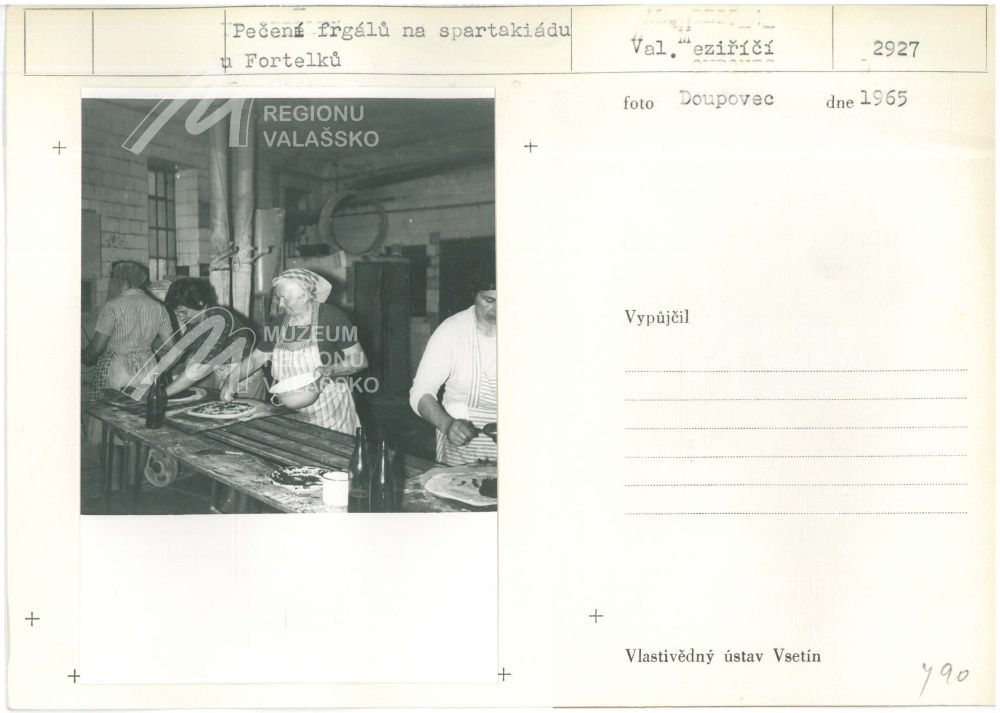 Pečení frgálů na spartakiádu
u Fortelků
Val. Meziříčí
2927
foto Doupovec dne 1965
REGIONU
VALAŠSKO
MUZEUM
REGIONU
VALAŠSKO
Vypůjčil
Vlastivědný ústav Vsetín
790